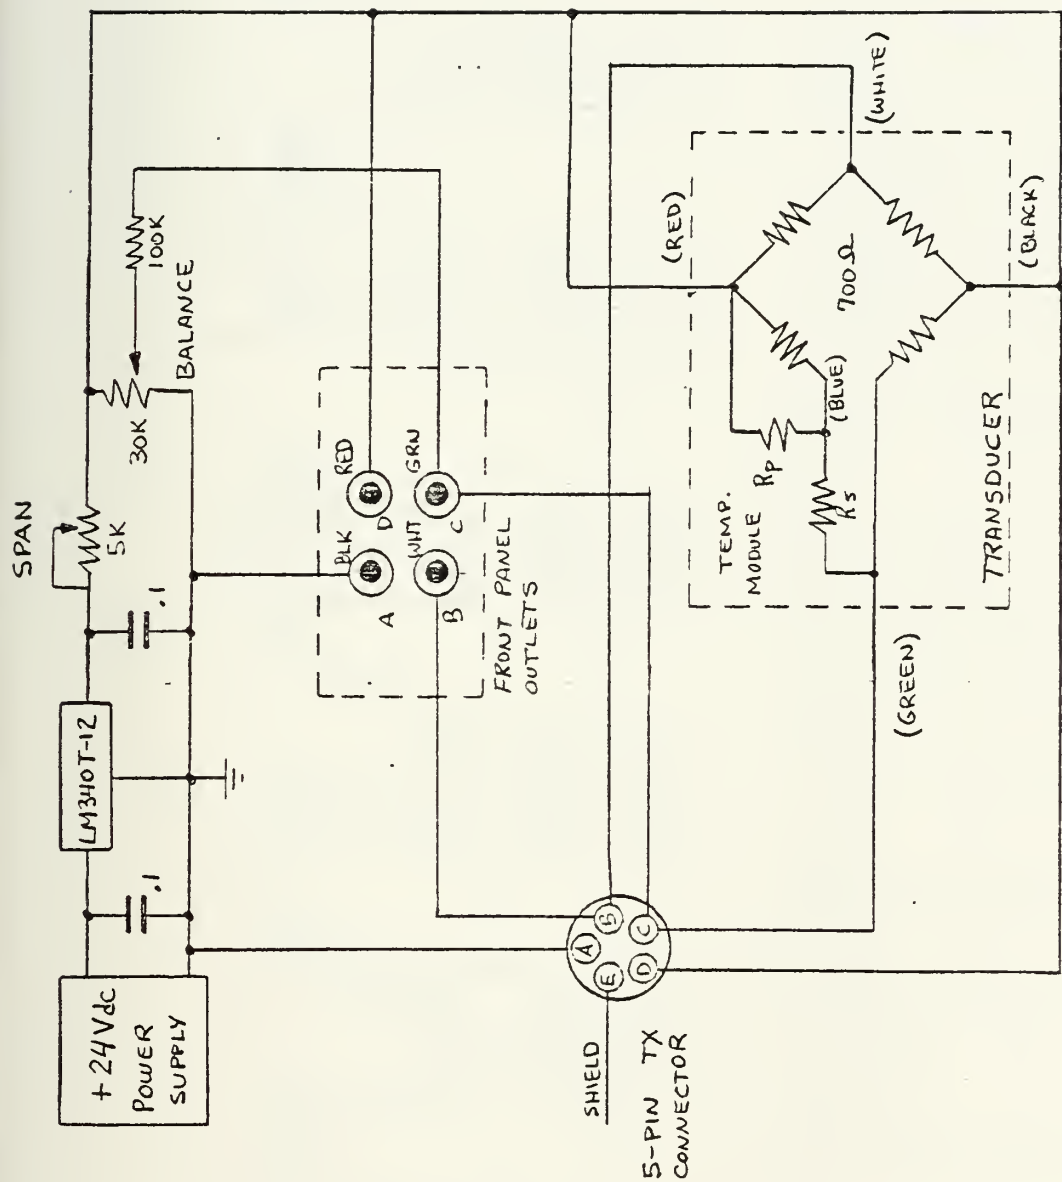 +24Vdc
POWER
SUPPLY
.1
LM340T-12
.1
SPAN
5K
30K
BALANCE
100K
BLK
RED
A
D
WHT
GRN
B
C
FRONT PANEL
OUTLETS
SHIELD
A
B
C
D
E
5-PIN TX
CONNECTOR
(GREEN)
TEMP.
MODULE
Rp
Rs
(BLUE)
700Ω
(RED)
(WHITE)
(BLACK)
TRANSDUCER